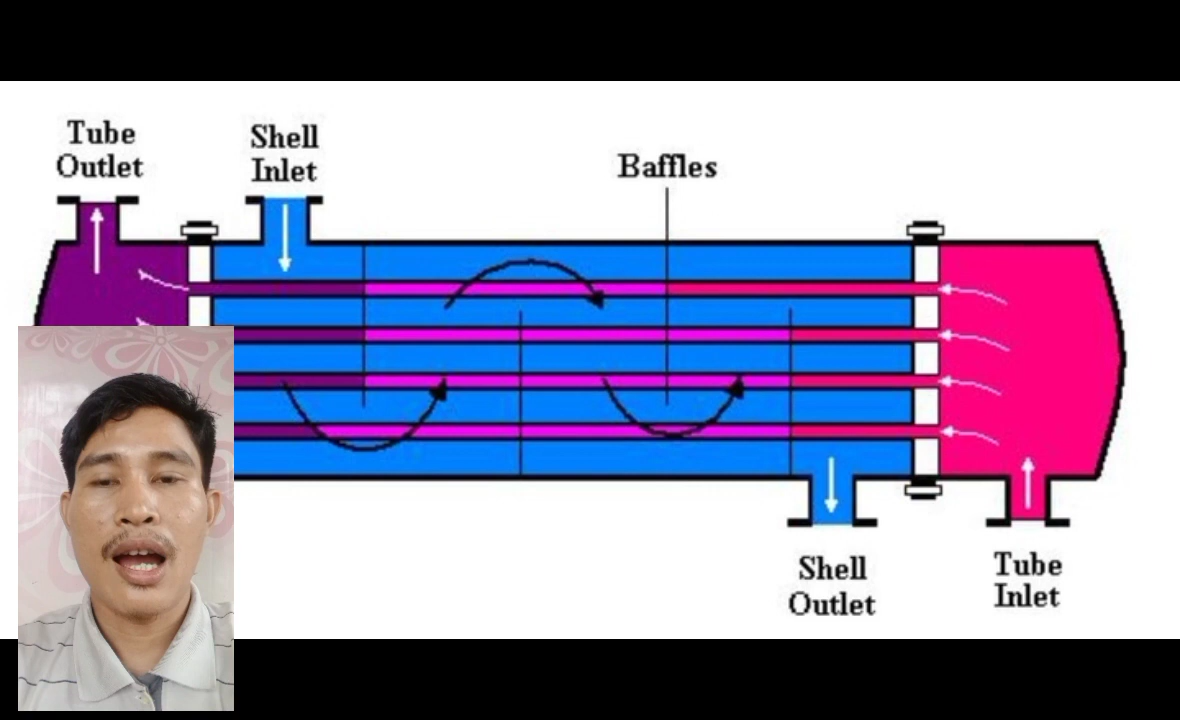 Tube
Outlet
Shell
Inlet
Baffles
Shell
Outlet
Tube
Inlet